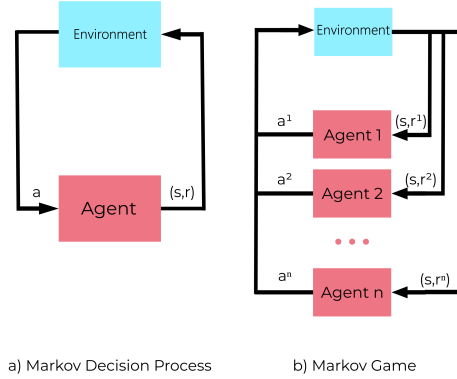 Environment
a
(s,r)
Agent
a) Markov Decision Process
Environment
a¹
(s,r¹)
Agent 1
a²
(s,r²)
Agent 2
aⁿ
(s,rⁿ)
Agent n
b) Markov Game